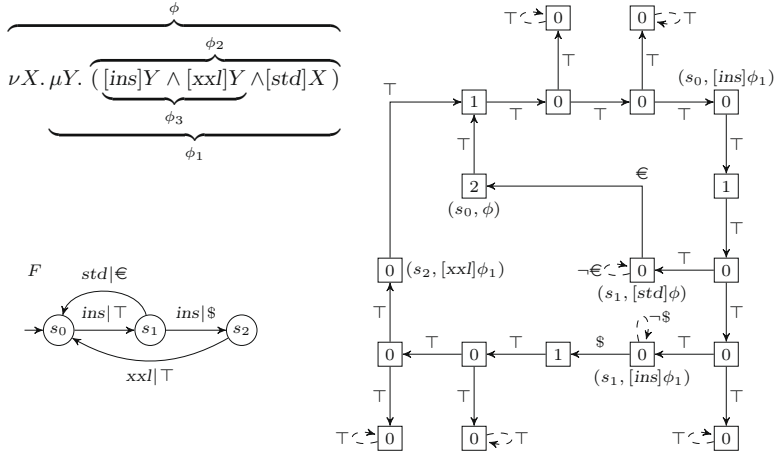 ϕ
ϕ₂
νX. μY. ( [ins]Y ∧ [xxl]Y ∧[std]X )
ϕ₃
ϕ₁
F
std|€
s₀ ins|⊤ s₁ ins|$ s₂
xxl|⊤
⊤ 0 0 ⊤
⊤ ⊤
(s₀, [ins]ϕ₁)
⊤ 1 ⊤ 0 ⊤ 0 ⊤ 0
⊤ ⊤
€
2 1
(s₀, ϕ)
⊤
0 (s₂, [xxl]ϕ₁) ¬€ 0 ⊤ 0
(s₁, [std]ϕ)
⊤ ¬$ ⊤
0 ⊤ 0 ⊤ 1 $ 0 ⊤ 0
(s₁, [ins]ϕ₁)
⊤ ⊤ ⊤
⊤ 0 0 ⊤ ⊤ 0